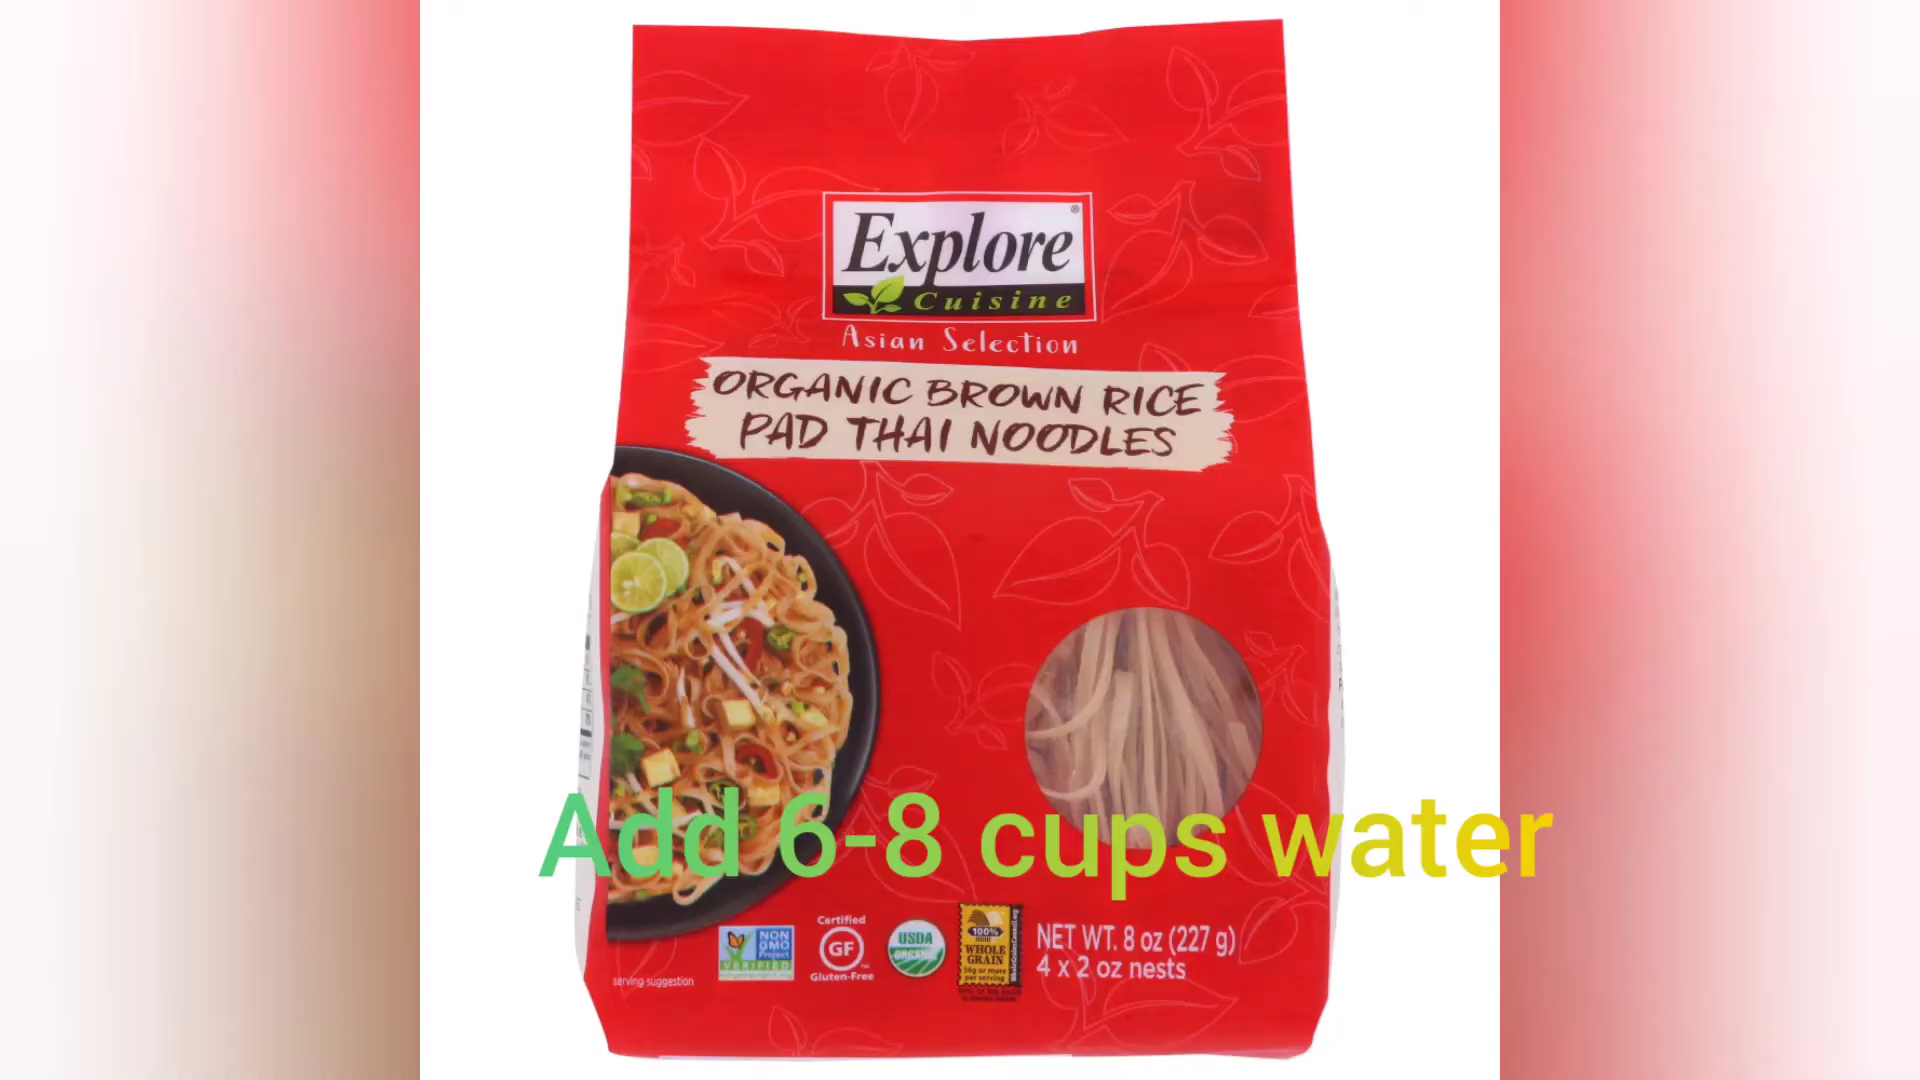 Explore
Cuisine
Asian Selection
ORGANIC BROWN RICE
PAD THAI NOODLES
Add 6-8 cups water
NON
GMO
Project
VERIFIED
Certified
GF
Gluten-Free
USDA
ORGANIC
100%
WHOLE
GRAIN
NET WT. 8 oz (227 g)
4 x 2 oz nests
serving suggestion